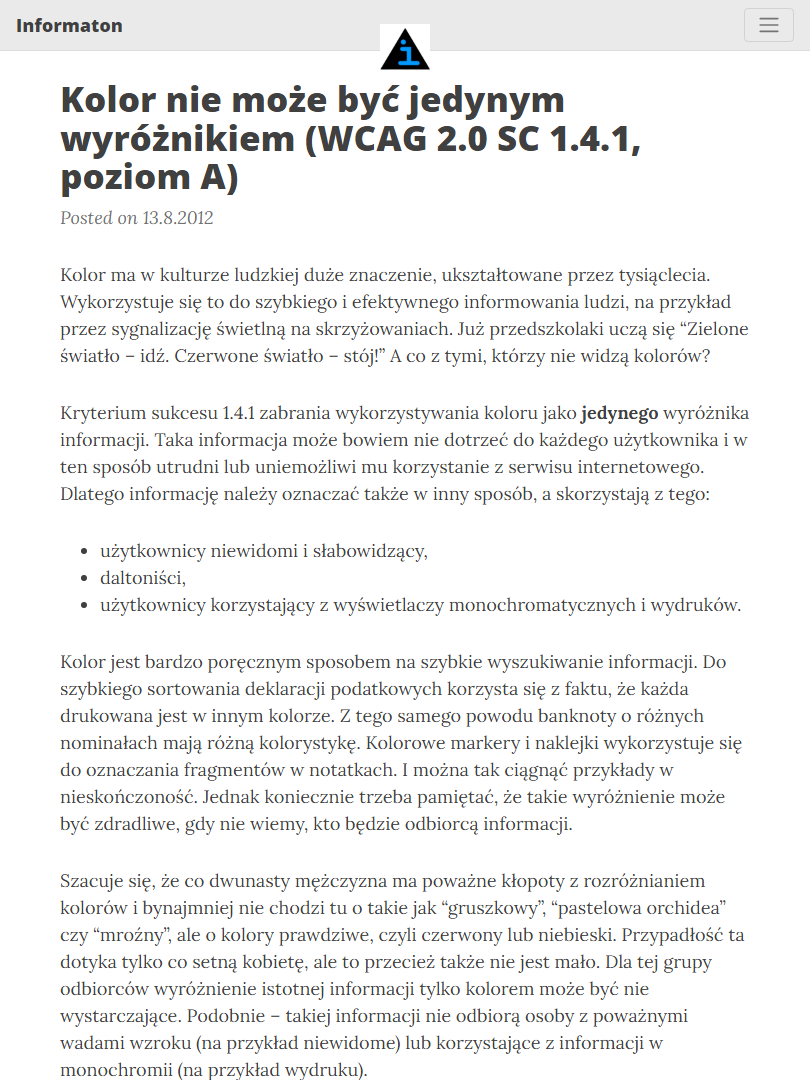 Informaton
i
Kolor nie może być jedynym
wyróżnikiem (WCAG 2.0 SC 1.4.1,
poziom A)
Posted on 13.8.2012
Kolor ma w kulturze ludzkiej duże znaczenie, ukształtowane przez tysiąclecia.
Wykorzystuje się to do szybkiego i efektywnego informowania ludzi, na przykład
przez sygnalizację świetlną na skrzyżowaniach. Już przedszkolaki uczą się “Zielone
światło – idź. Czerwone światło – stój!” A co z tymi, którzy nie widzą kolorów?
Kryterium sukcesu 1.4.1 zabrania wykorzystywania koloru jako jedynego wyróżnika
informacji. Taka informacja może bowiem nie dotrzeć do każdego użytkownika i w
ten sposób utrudni lub uniemożliwi mu korzystanie z serwisu internetowego.
Dlatego informację należy oznaczać także w inny sposób, a skorzystają z tego:
• użytkownicy niewidomi i słabowidzący,
• daltoniści,
• użytkownicy korzystający z wyświetlaczy monochromatycznych i wydruków.
Kolor jest bardzo poręcznym sposobem na szybkie wyszukiwanie informacji. Do
szybkiego sortowania deklaracji podatkowych korzysta się z faktu, że każda
drukowana jest w innym kolorze. Z tego samego powodu banknoty o różnych
nominałach mają różną kolorystykę. Kolorowe markery i naklejki wykorzystuje się
do oznaczania fragmentów w notatkach. I można tak ciągnąć przykłady w
nieskończoność. Jednak koniecznie trzeba pamiętać, że takie wyróżnienie może
być zdradliwe, gdy nie wiemy, kto będzie odbiorcą informacji.
Szacuje się, że co dwunasty mężczyzna ma poważne kłopoty z rozróżnianiem
kolorów i bynajmniej nie chodzi tu o takie jak “gruszkowy”, “pastelowa orchidea”
czy “mroźny”, ale o kolory prawdziwe, czyli czerwony lub niebieski. Przypadłość ta
dotyka tylko co setną kobietę, ale to przecież także nie jest mało. Dla tej grupy
odbiorców wyróżnienie istotnej informacji tylko kolorem może być nie
wystarczające. Podobnie – takiej informacji nie odbiorą osoby z poważnymi
wadami wzroku (na przykład niewidome) lub korzystające z informacji w
monochromii (na przykład wydruku).